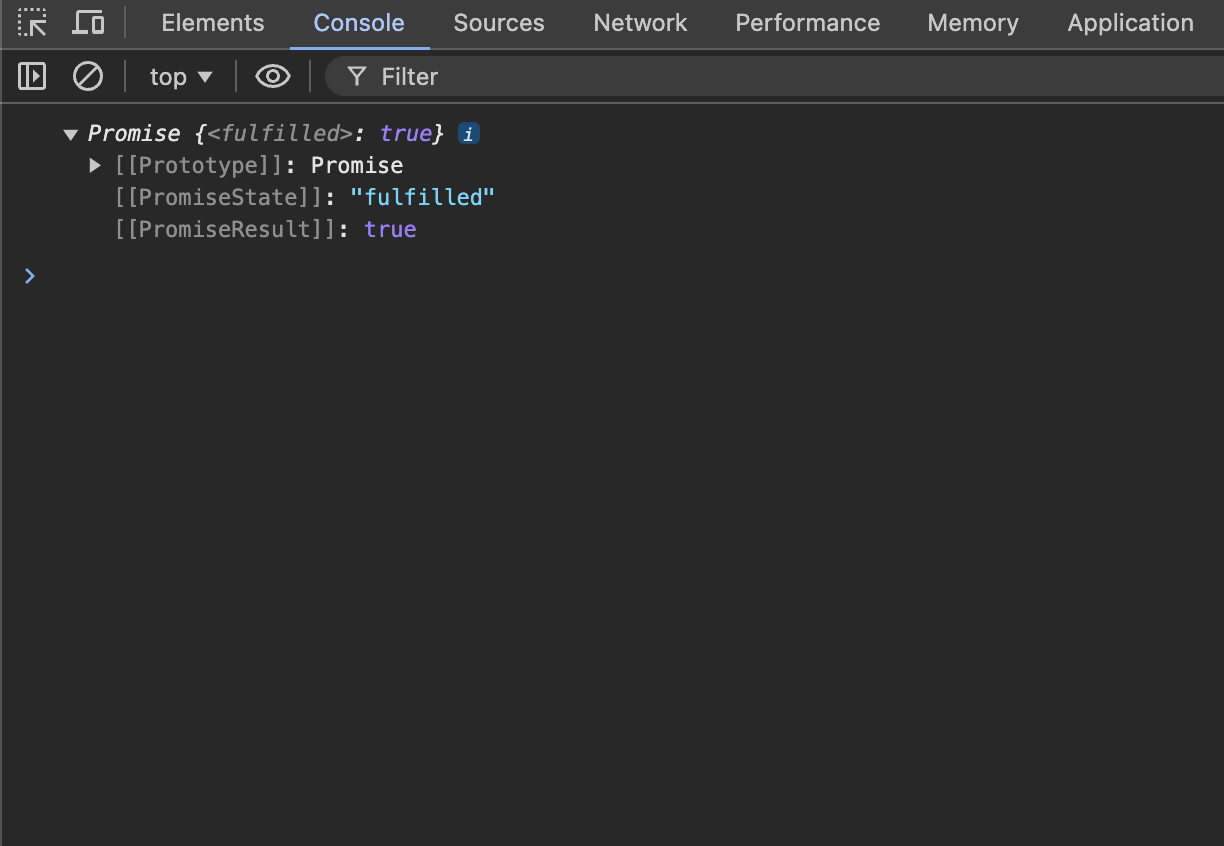 Elements Console Sources Network Performance Memory Application
top Filter
Promise {<fulfilled>: true} i
[[Prototype]]: Promise
[[PromiseState]]: "fulfilled"
[[PromiseResult]]: true